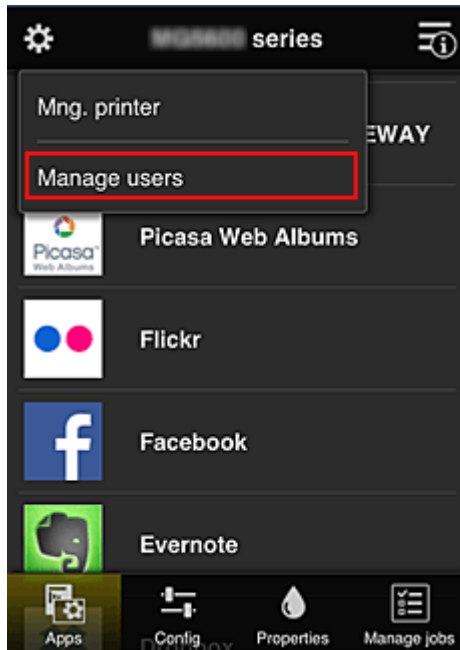 series
Mng. printer
EWAY
Manage users
Picasa
Web Albums
Picasa Web Albums
Flickr
f
Facebook
Evernote
Apps
Config
Properties
Manage jobs